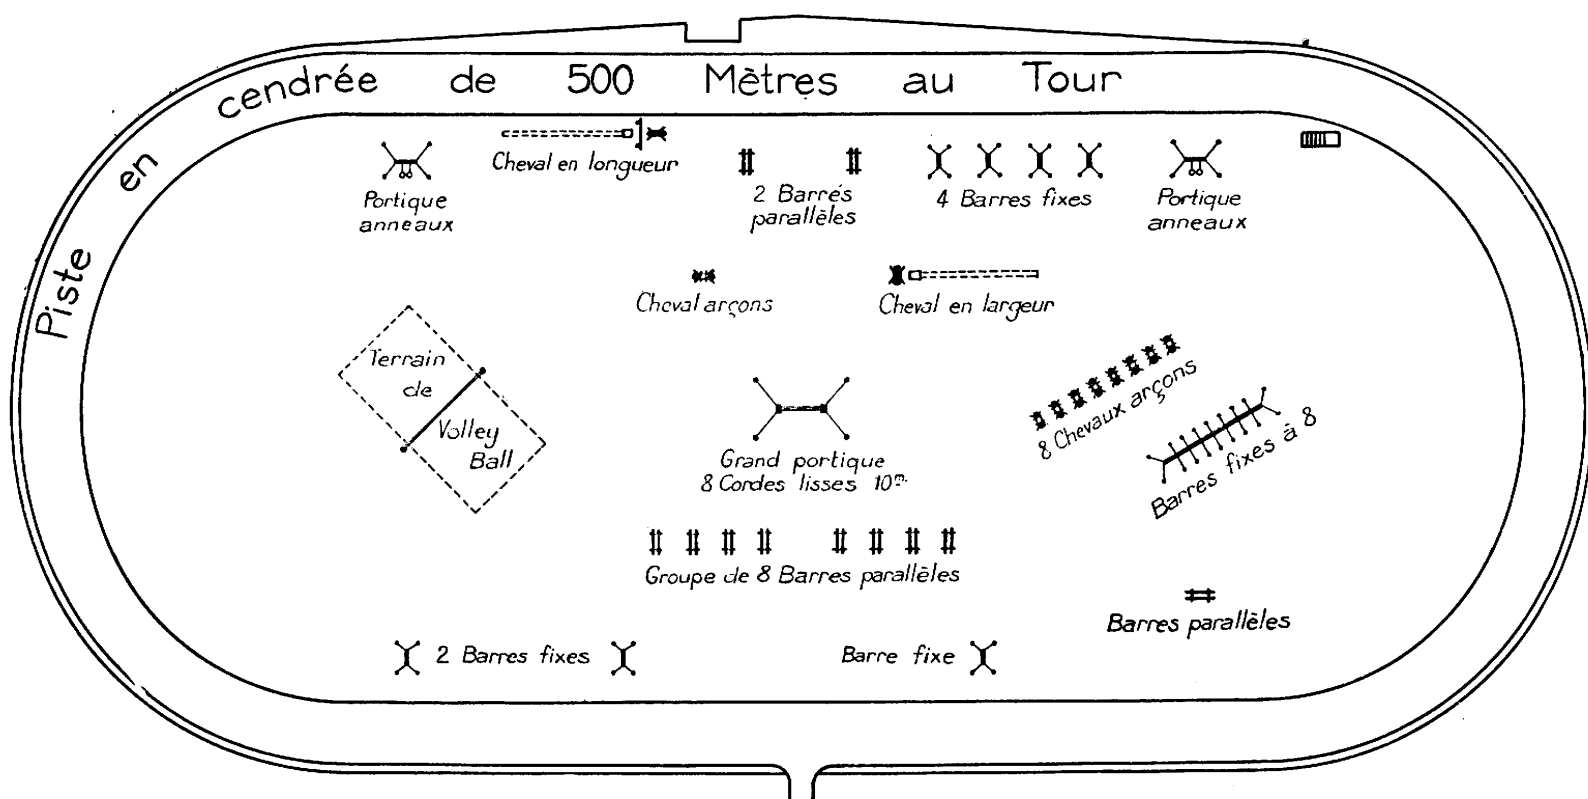 Piste en cendrée de 500 Mètres au Tour
Cheval en longueur
Portique
anneaux
2 Barrés
parallèles
4 Barres fixes
Portique
anneaux
Cheval arçons
Cheval en largeur
Terrain
de
Volley
Ball
Grand portique
8 Cordes lisses 10m.
8 Chevaux arçons
Barres fixes à 8
Groupe de 8 Barres parallèles
Barres parallèles
2 Barres fixes
Barre fixe